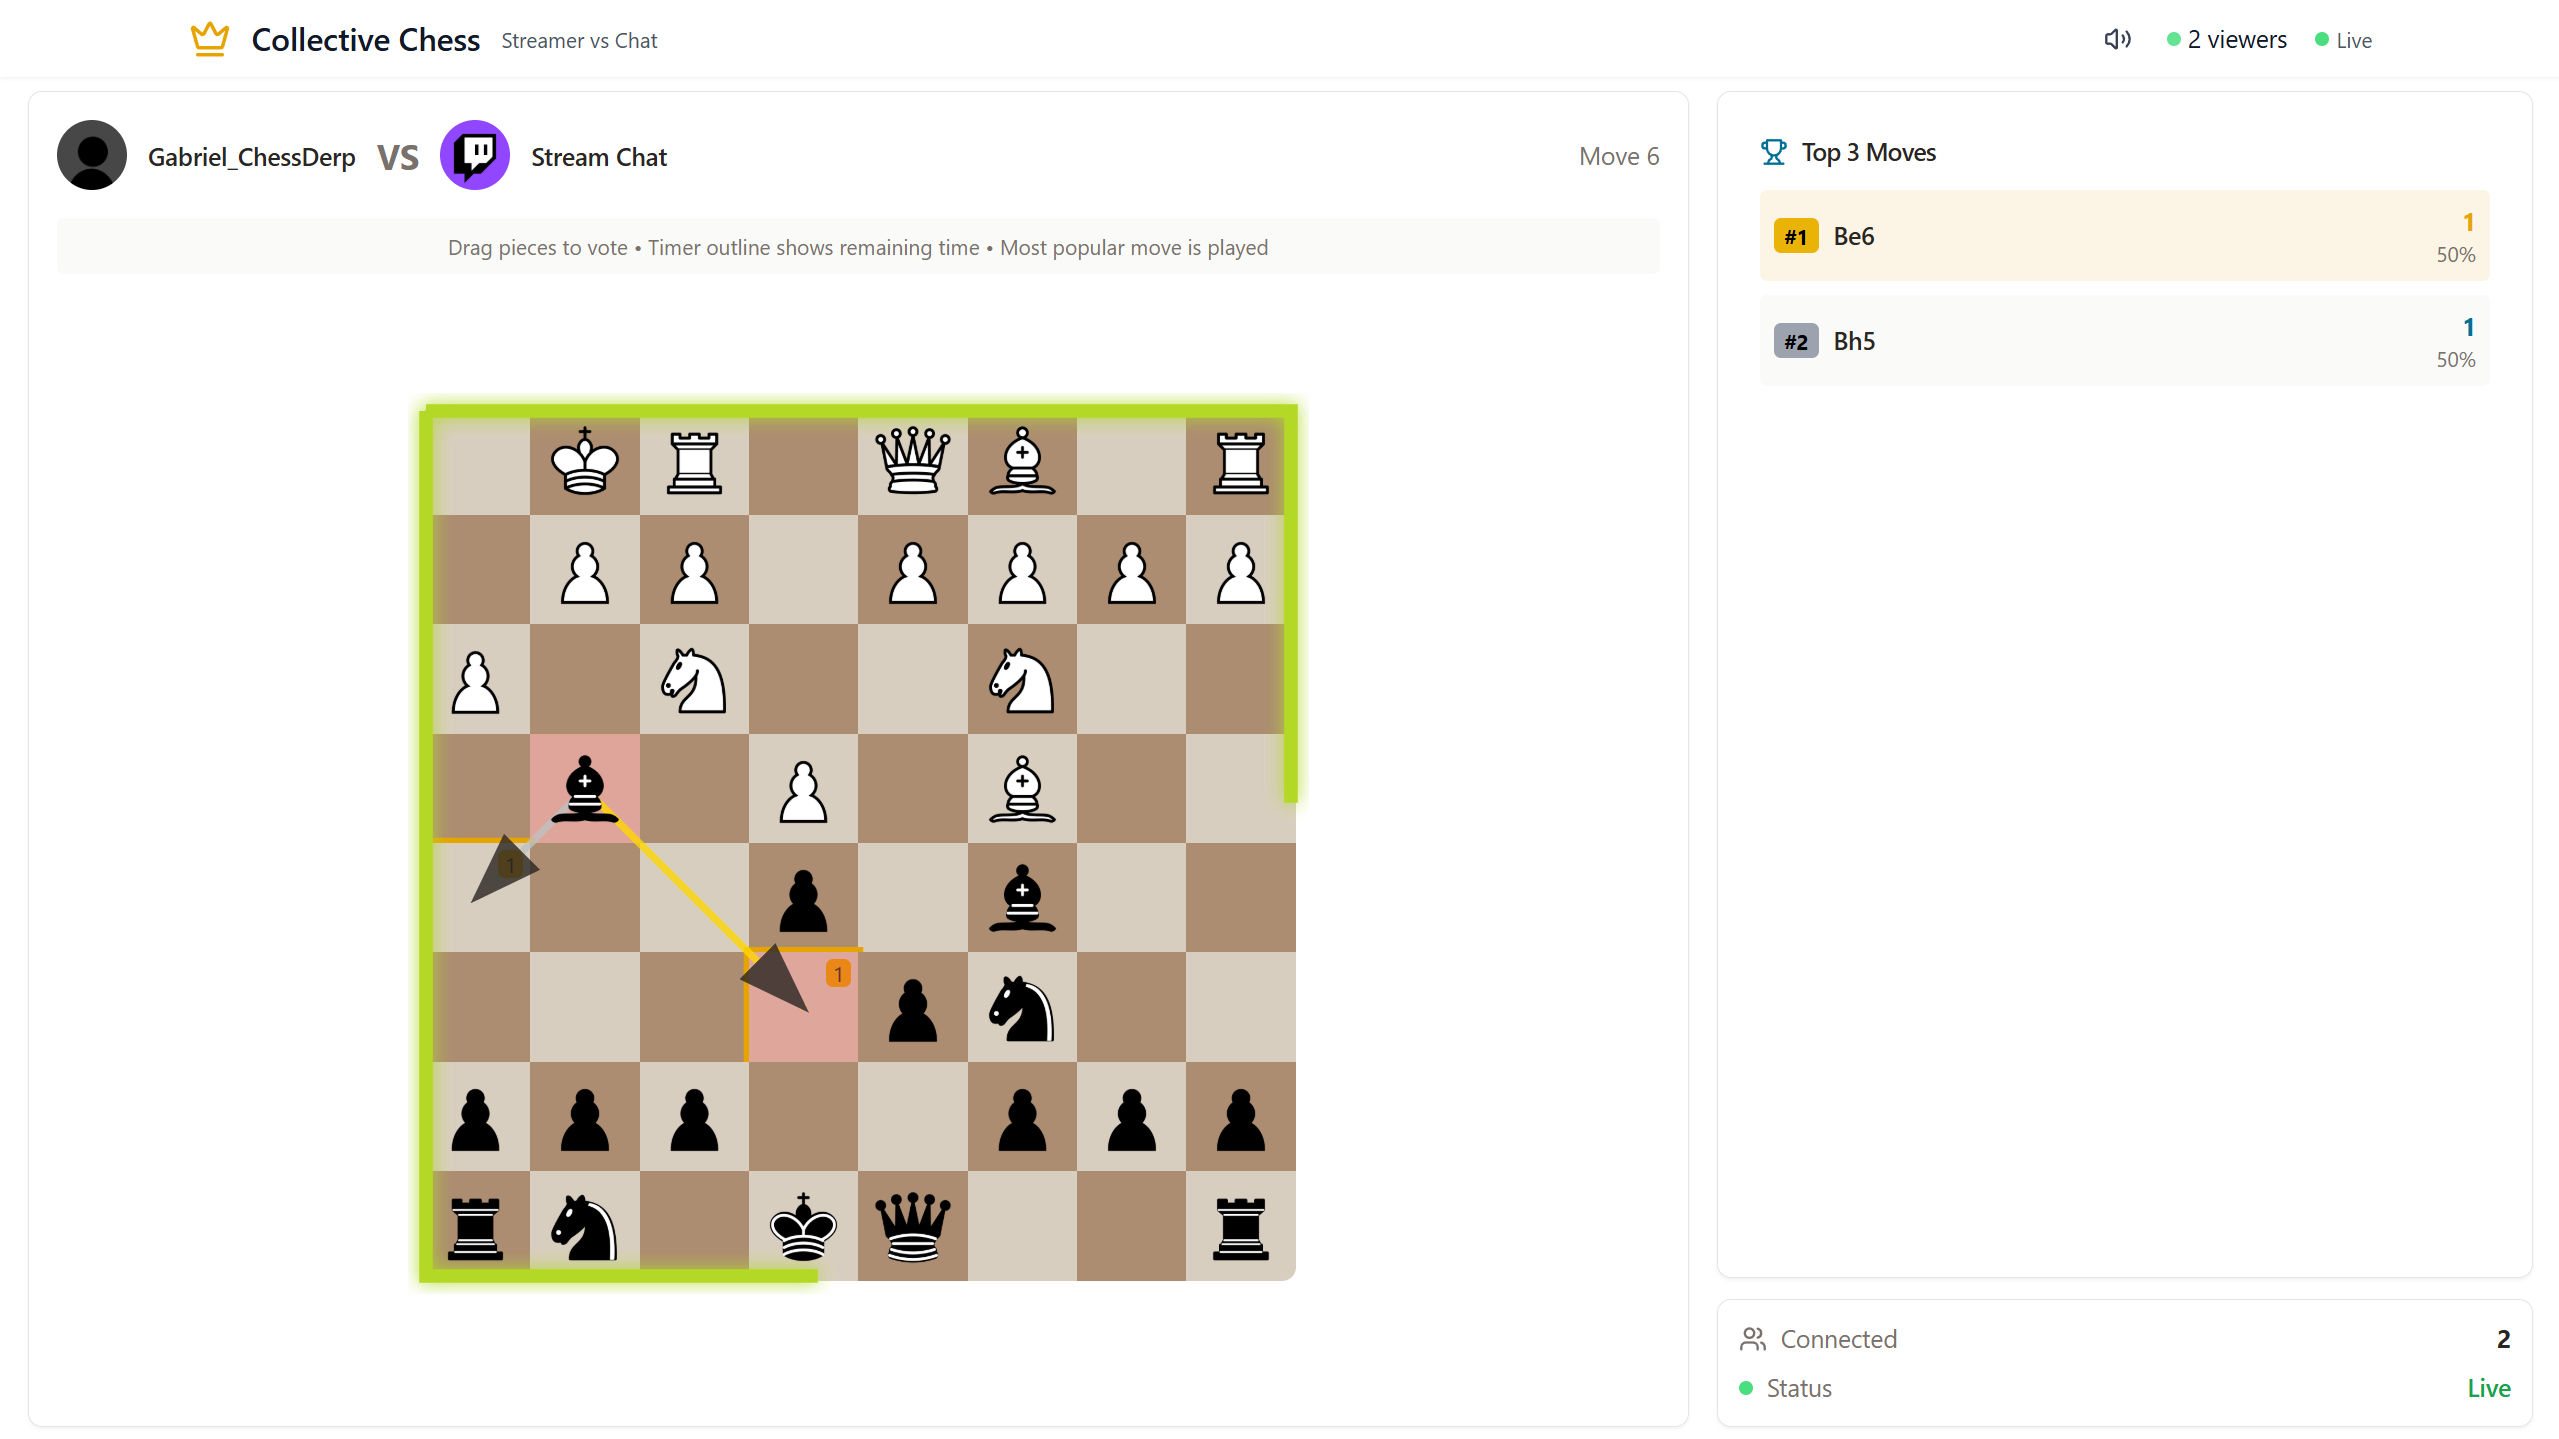 Collective Chess
Streamer vs Chat
2 viewers
Live
Gabriel_ChessDerp
VS
Stream Chat
Move 6
Drag pieces to vote • Timer outline shows remaining time • Most popular move is played
1
1
Top 3 Moves
#1
Be6
1
50%
#2
Bh5
1
50%
Connected
2
Status
Live